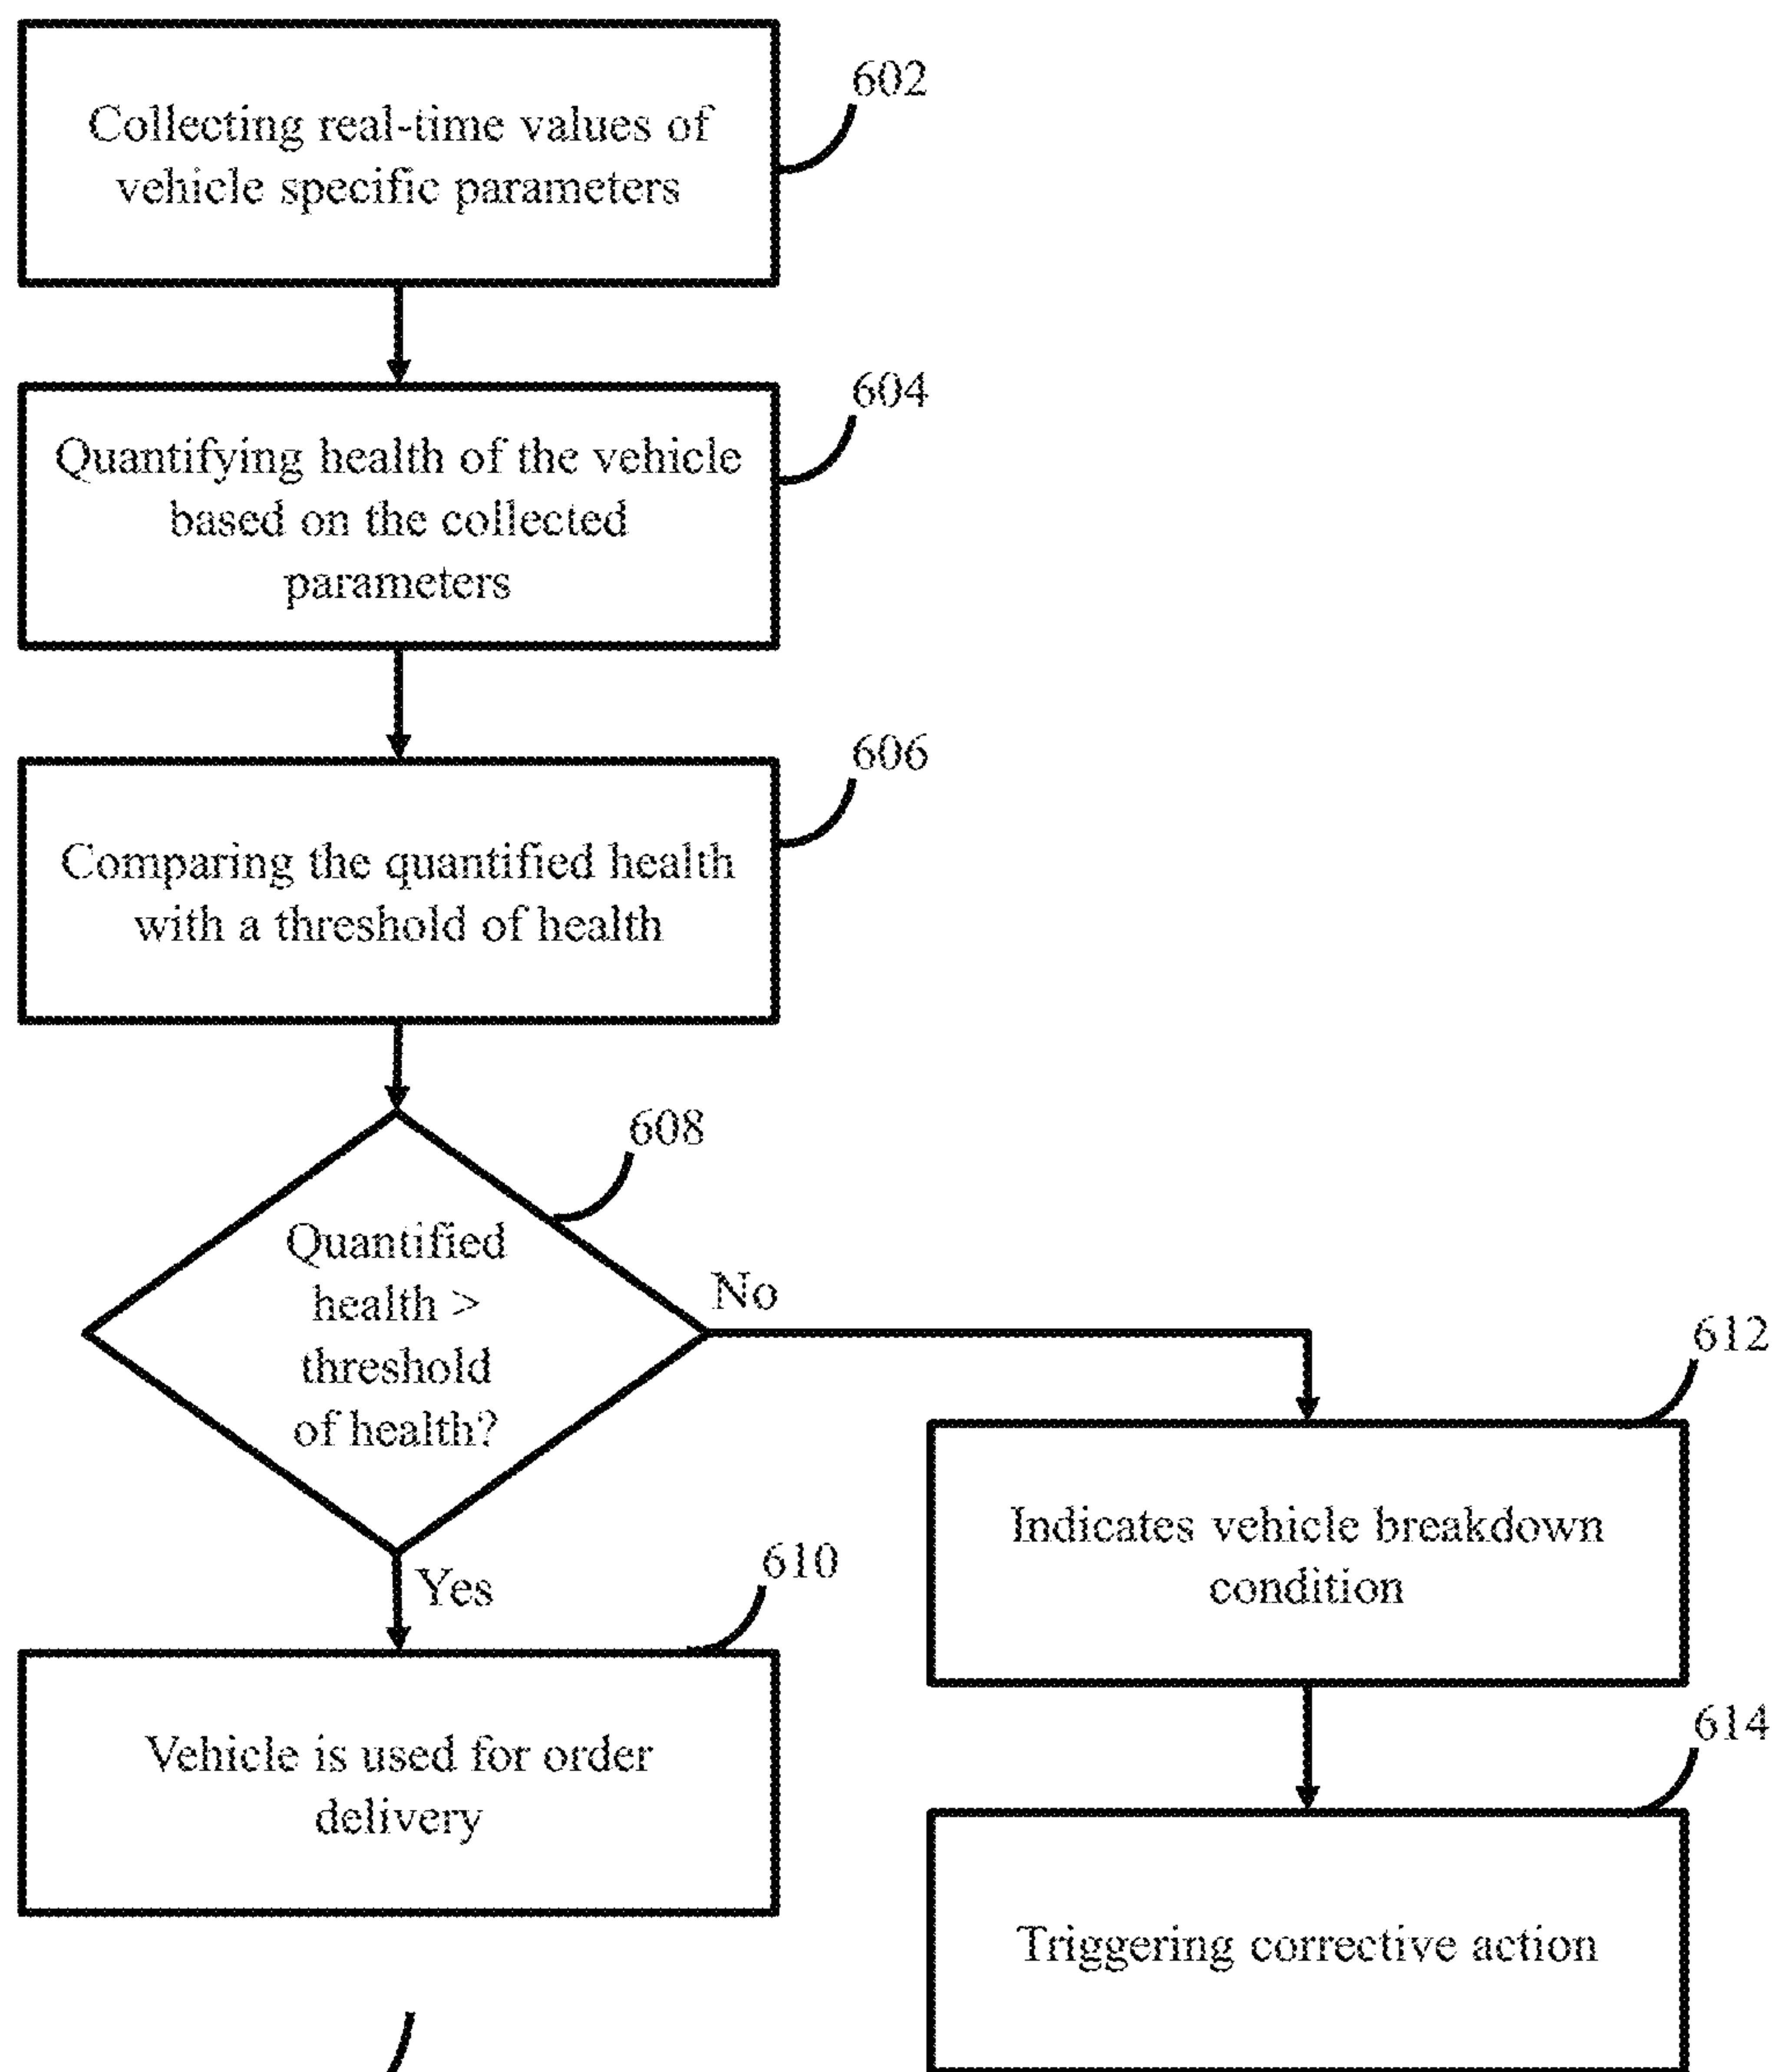 602
Collecting real-time values of
vehicle specific parameters
604
Quantifying health of the vehicle
based on the collected
parameters
606
Comparing the quantified health
with a threshold of health
608
Quantified
health >
threshold
of health?
No
612
Indicates vehicle breakdown
condition
Yes
610
Vehicle is used for order
delivery
614
Triggering corrective action